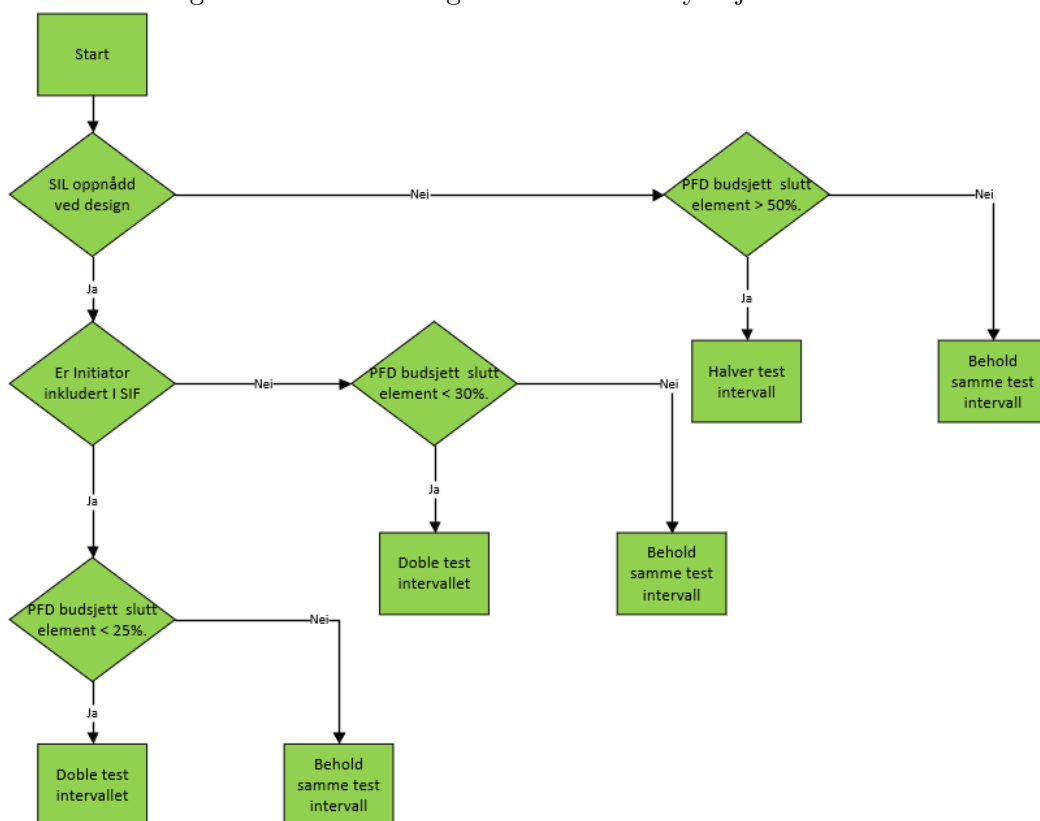 Start
SIL oppnådd
ved design
Nei
PFD budsjett slutt
element > 50%.
Nei
Ja
Ja
Er Initiator
inkludert I SIF
Nei
PFD budsjett slutt
element < 30%.
Nei
Halver test
intervall
Behold
samme test
intervall
Ja
Ja
Doble test
intervallet
Behold
samme test
intervall
PFD budsjett slutt
element < 25%.
Nei
Ja
Doble test
intervallet
Behold
samme test
intervall